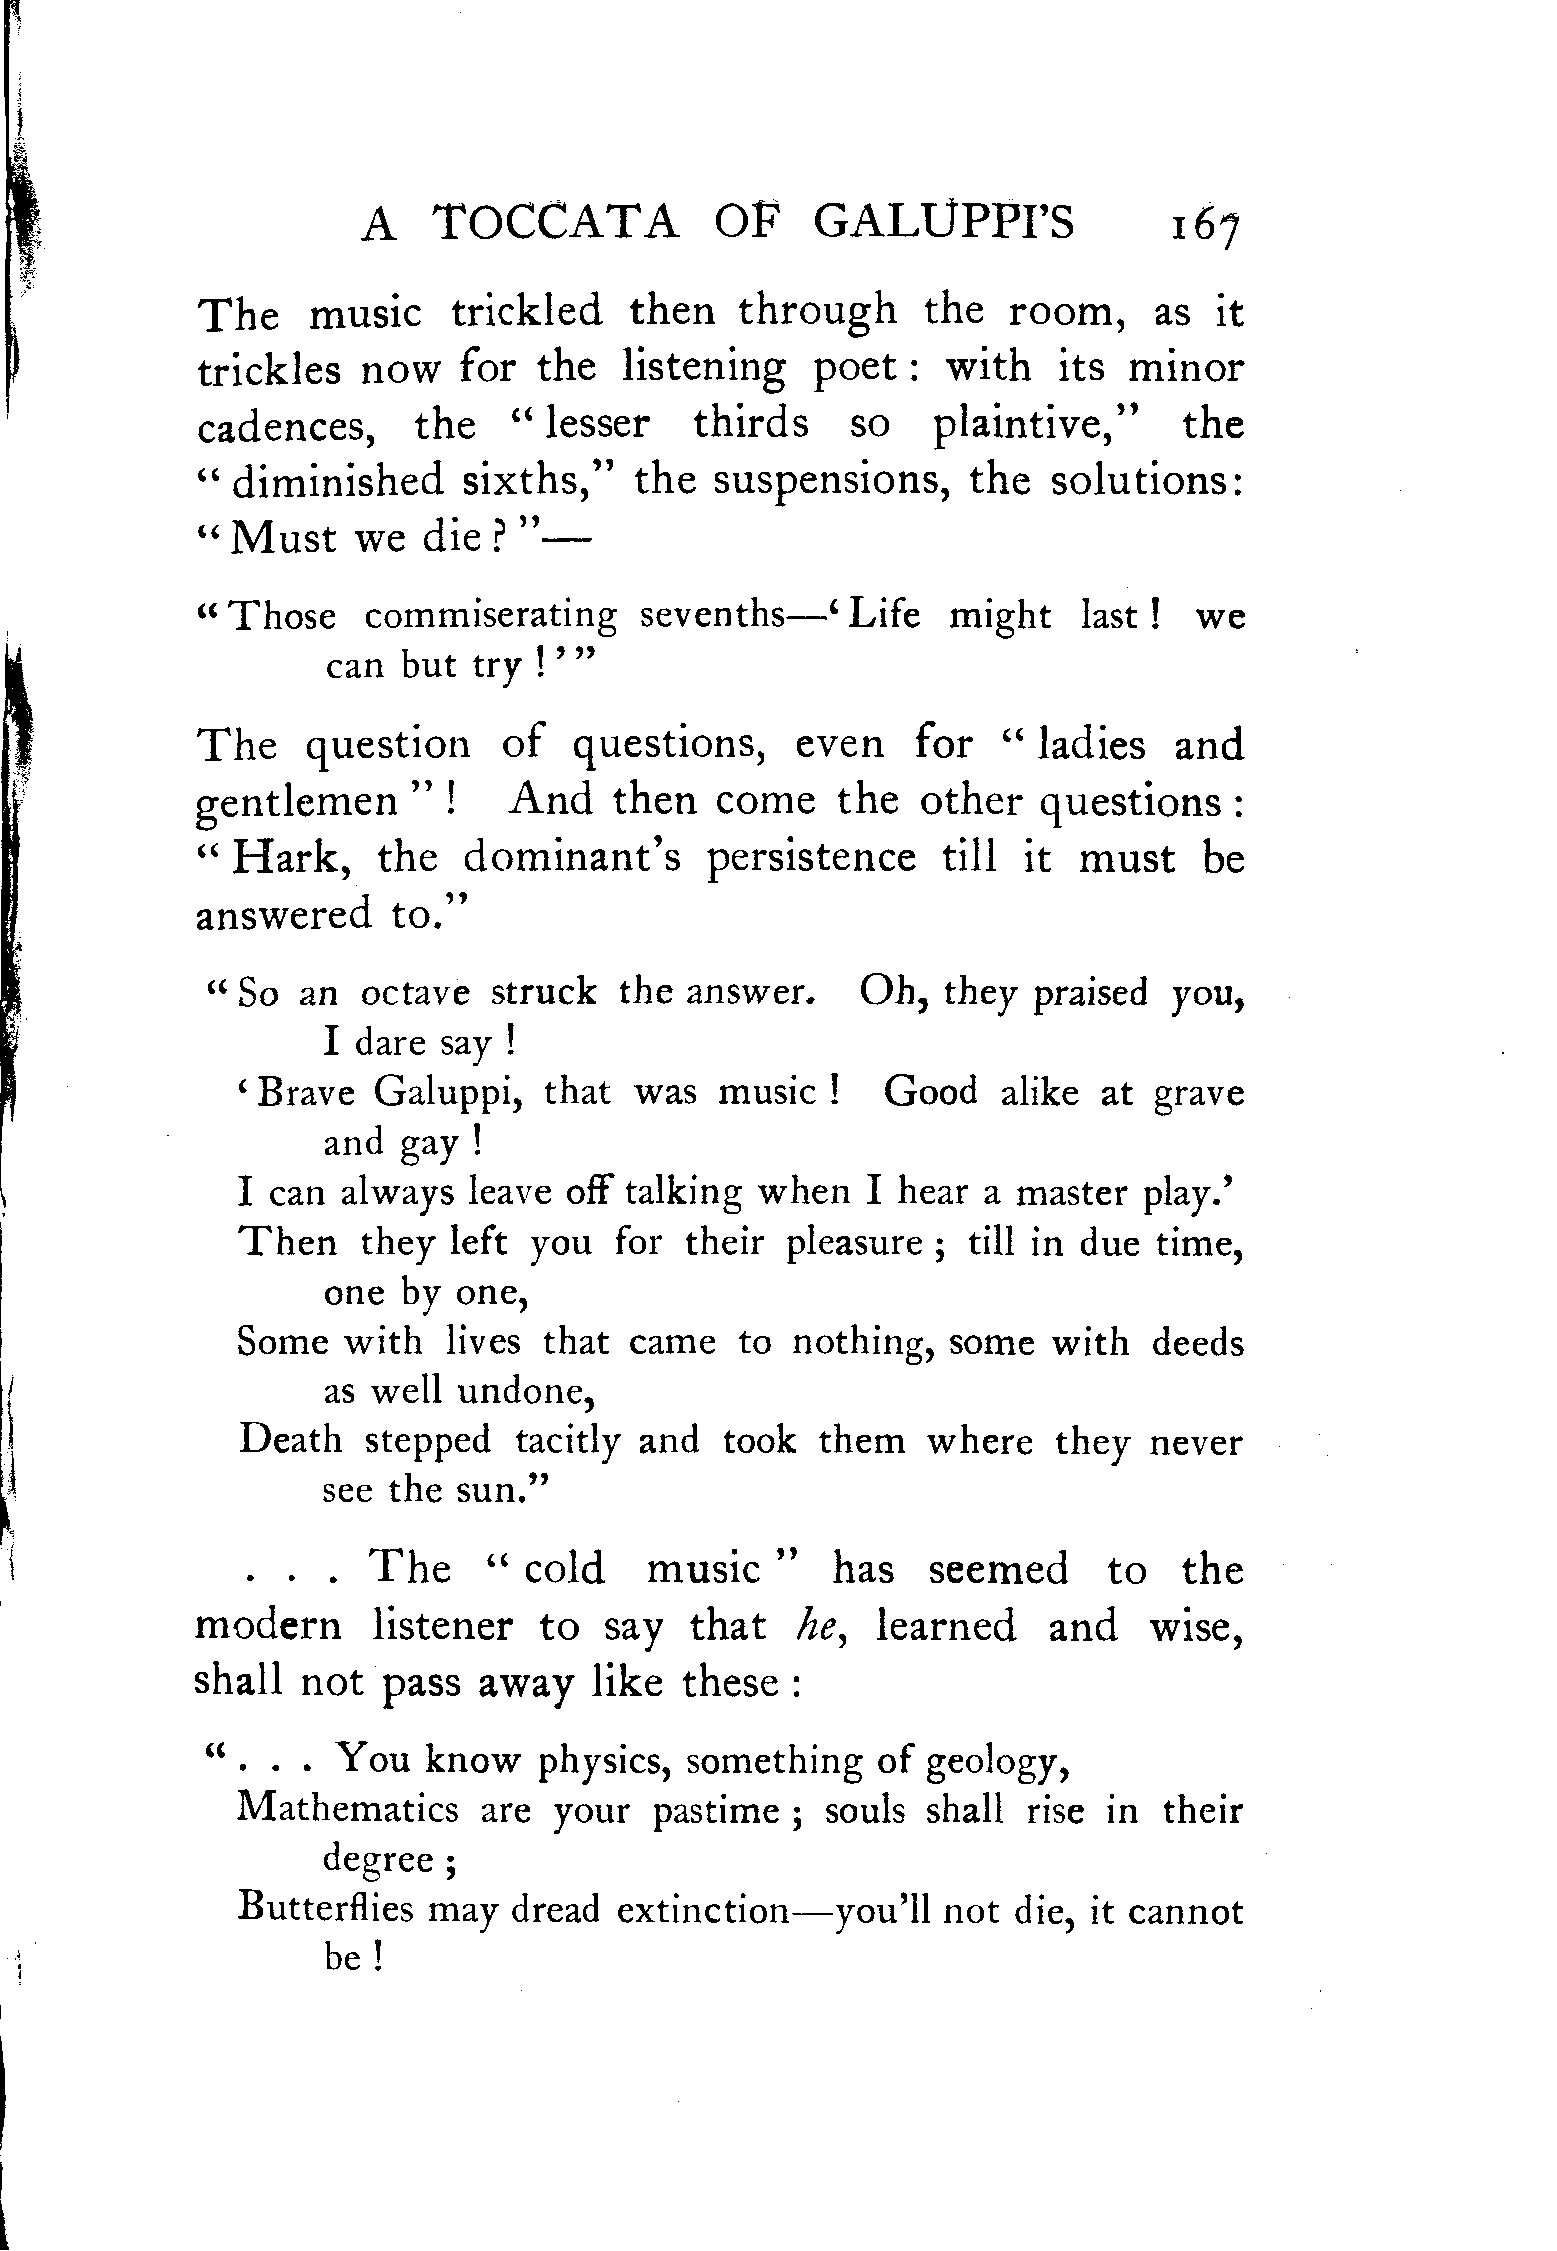 A TOCCATA OF GALUPPI'S 167
The music trickled then through the room, as it
trickles now for the listening poet : with its minor
cadences, the “ lesser thirds so plaintive,” the
“ diminished sixths,” the suspensions, the solutions:
“ Must we die ? ”—
“ Those commiserating sevenths—‘ Life might last ! we
can but try ! ’ ”
The question of questions, even for “ ladies and
gentlemen ” ! And then come the other questions :
“ Hark, the dominant's persistence till it must be
answered to.”
“ So an octave struck the answer. Oh, they praised you,
I dare say !
‘ Brave Galuppi, that was music ! Good alike at grave
and gay !
I can always leave off talking when I hear a master play.’
Then they left you for their pleasure ; till in due time,
one by one,
Some with lives that came to nothing, some with deeds
as well undone,
Death stepped tacitly and took them where they never
see the sun.”
. . . The “ cold music ” has seemed to the
modern listener to say that he, learned and wise,
shall not pass away like these :
“ . . . You know physics, something of geology,
Mathematics are your pastime ; souls shall rise in their
degree ;
Butterflies may dread extinction—you'll not die, it cannot
be !